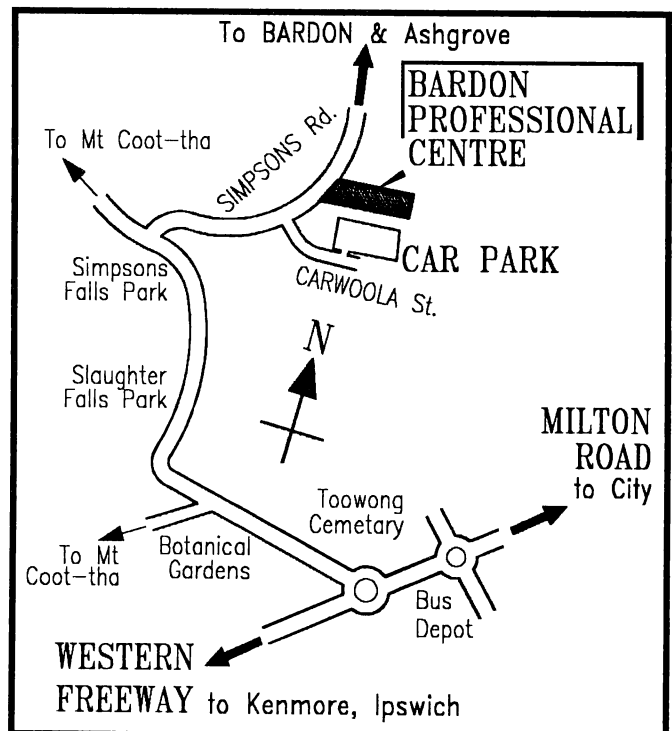 To BARDON & Ashgrove
BARDON
PROFESSIONAL
CENTRE
To Mt Coot-tha
SIMPSONS Rd.
Simpsons
Falls Park
CAR PARK
CARWOOLA St.
N
Slaughter
Falls Park
MILTON
ROAD
to City
Toowong
Cemetary
To Mt
Coot-tha
Botanical
Gardens
Bus
Depot
WESTERN
FREEWAY to Kenmore, Ipswich